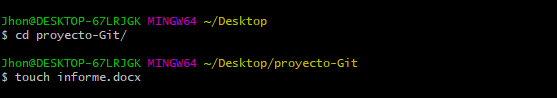 Jhon@DESKTOP-67LRJGK MINGW64 ~/Desktop
$ cd proyecto-Git/
Jhon@DESKTOP-67LRJGK MINGW64 ~/Desktop/proyecto-Git
$ touch informe.docx